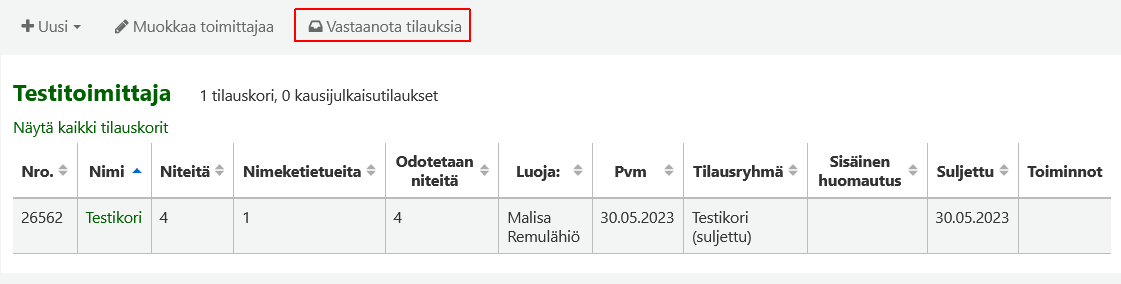 Uusi Muokkaa toimittajaa Vastaanota tilauksia
Testitoimittaja 1 tilauskori, 0 kausijulkaisutilaukset
Näytä kaikki tilauskorit
Nro. Nimi Niteitä Nimeketietueita Odotetaan niteitä Luoja: Pvm Tilausryhmä Sisäinen huomautus Suljettu Toiminnot
26562 Testikori 4 1 4 Malisa Remulähiö 30.05.2023 Testikori (suljettu) 30.05.2023